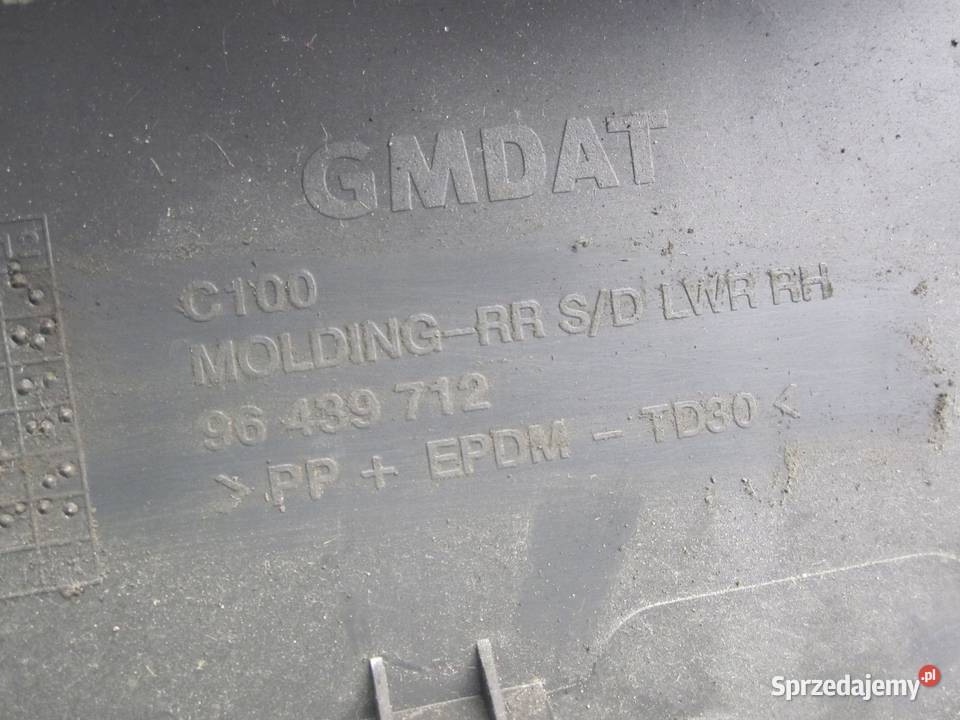 GMDAT
C100
MOLDING-RR S/D LWR RH
96 439 712
>PP + EPDM - TD30<
Sprzedajemy.pl